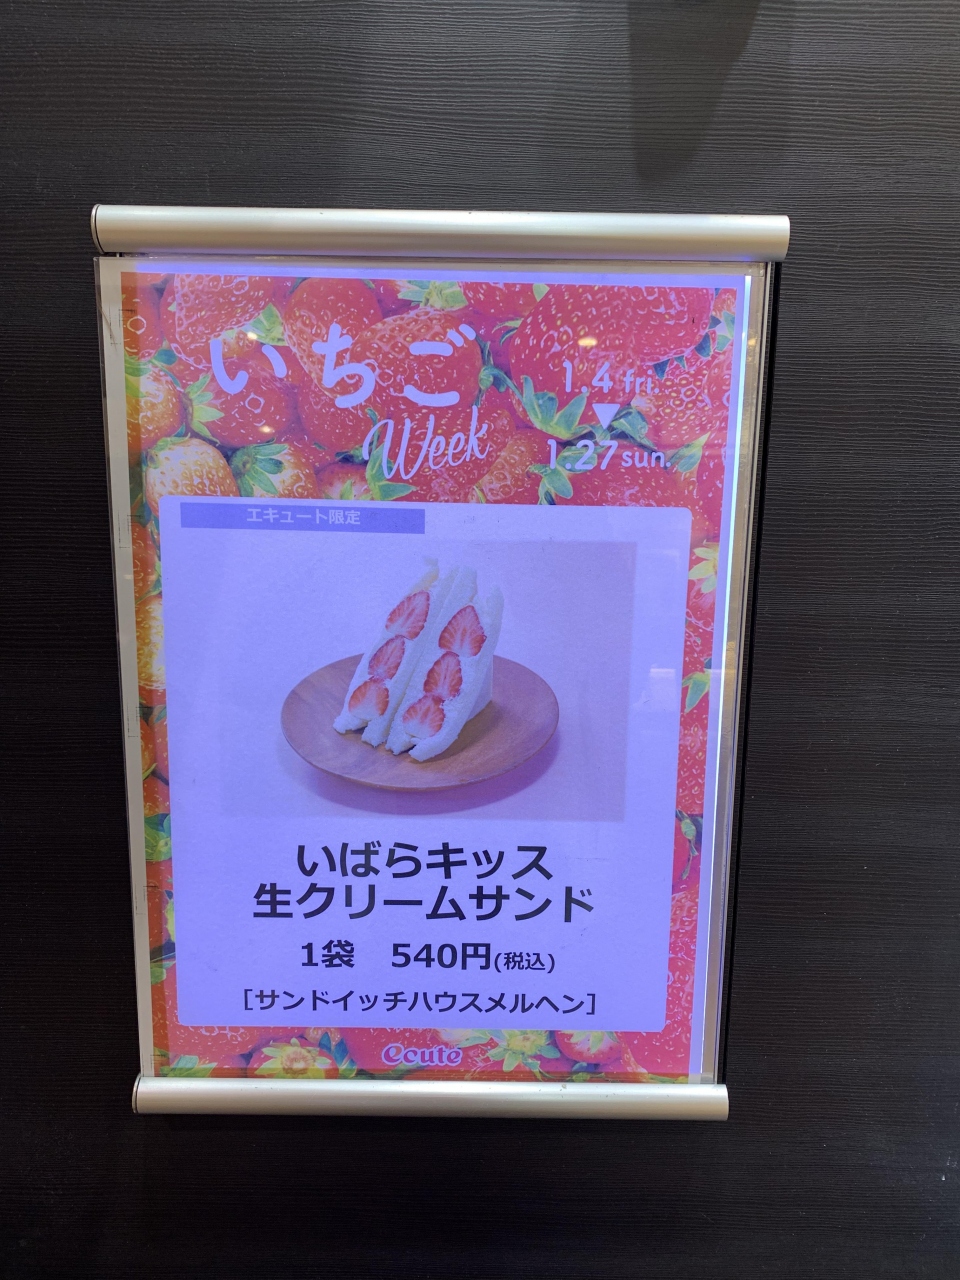 いちご
Week
1.4 fri.
▼
1.27 sun.
エキュート限定
いばらキッス
生クリームサンド
1袋　540円(税込)
［サンドイッチハウスメルヘン］
ecute